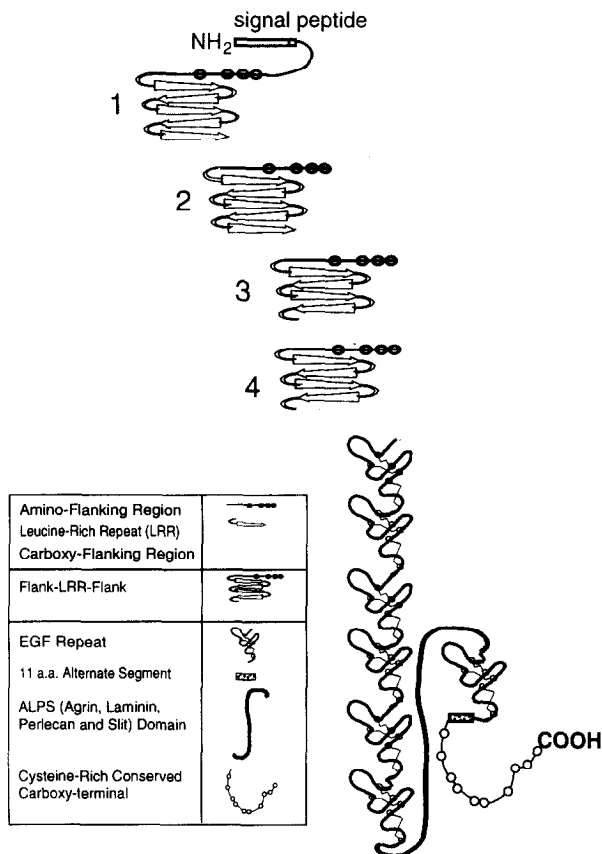 signal peptide
NH2
1
2
3
4
Amino-Flanking Region
Leucine-Rich Repeat (LRR)
Carboxy-Flanking Region
Flank-LRR-Flank
EGF Repeat
11 a.a. Alternate Segment
ALPS (Agrin, Laminin,
Perlecan and Slit) Domain
Cysteine-Rich Conserved
Carboxy-terminal
COOH